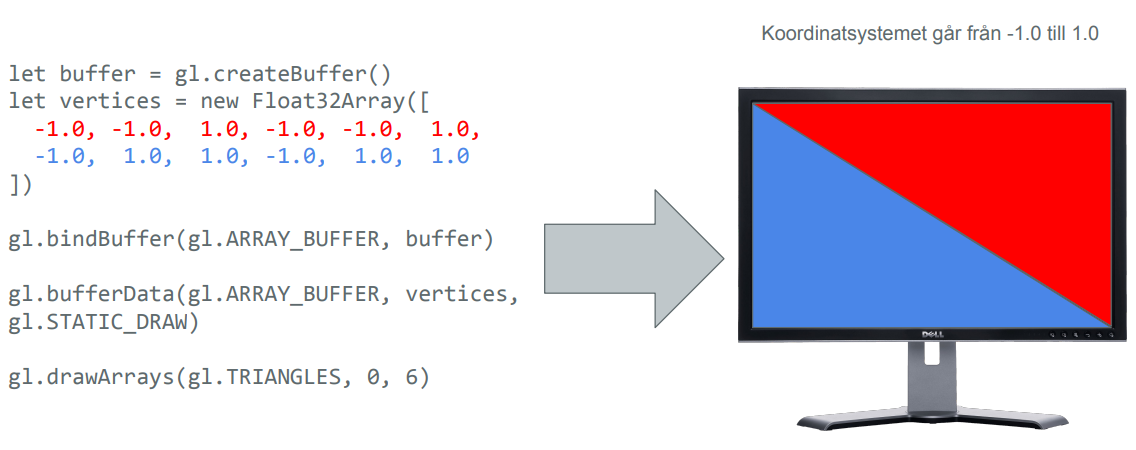 Koordinatsystemet går från -1.0 till 1.0
let buffer = gl.createBuffer()
let vertices = new Float32Array([
-1.0, -1.0, 1.0, -1.0, -1.0, 1.0,
-1.0, 1.0, 1.0, -1.0, 1.0, 1.0
])
gl.bindBuffer(gl.ARRAY_BUFFER, buffer)
gl.bufferData(gl.ARRAY_BUFFER, vertices,
gl.STATIC_DRAW)
gl.drawArrays(gl.TRIANGLES, 0, 6)
DELL